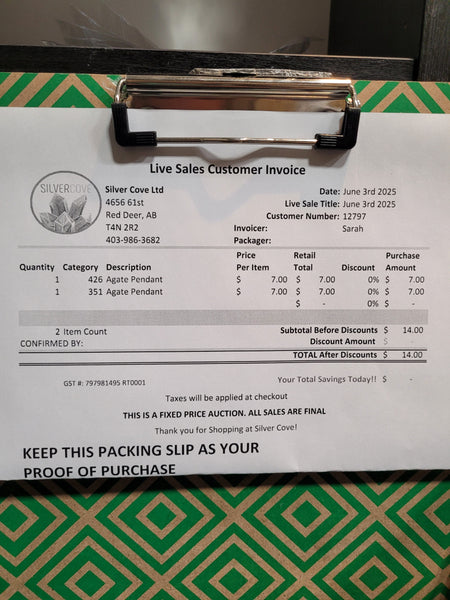 Live Sales Customer Invoice
SILVERCOVE
Silver Cove Ltd
4656 61st
Red Deer, AB
T4N 2R2
403-986-3682
Date: June 3rd 2025
Live Sale Title: June 3rd 2025
Customer Number: 12797
Invoicer: Sarah
Packager:
Price Retail Purchase
Quantity Category Description Per Item Total Discount Amount
1 426 Agate Pendant $ 7.00 $ 7.00 0% $ 7.00
1 351 Agate Pendant $ 7.00 $ 7.00 0% $ 7.00
$ - 0% $ -
2 Item Count Subtotal Before Discounts $ 14.00
CONFIRMED BY: Discount Amount $ -
TOTAL After Discounts $ 14.00
GST #: 797981495 RT0001 Your Total Savings Today!! $ -
Taxes will be applied at checkout
THIS IS A FIXED PRICE AUCTION. ALL SALES ARE FINAL
Thank you for Shopping at Silver Cove!
KEEP THIS PACKING SLIP AS YOUR
PROOF OF PURCHASE